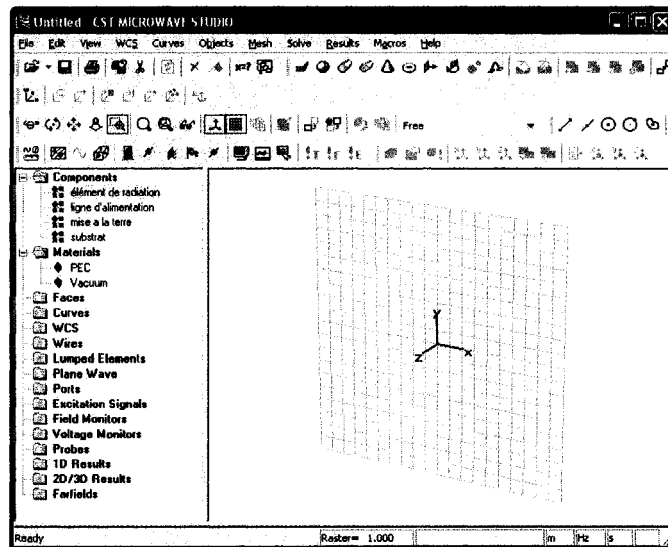 Untitled - CST MICROWAVE STUDIO
File Edit View WCS Curves Objects Mesh Solve Results Macros Help
Free
Components
élément de radiation
ligne d'alimentation
mise a la terre
substrat
Materials
PEC
Vacuum
Faces
Curves
WCS
Wires
Lumped Elements
Plane Wave
Ports
Excitation Signals
Field Monitors
Voltage Monitors
Probes
1D Results
2D/3D Results
Farfields
y
z x
Ready Raster= 1.000 m Hz s